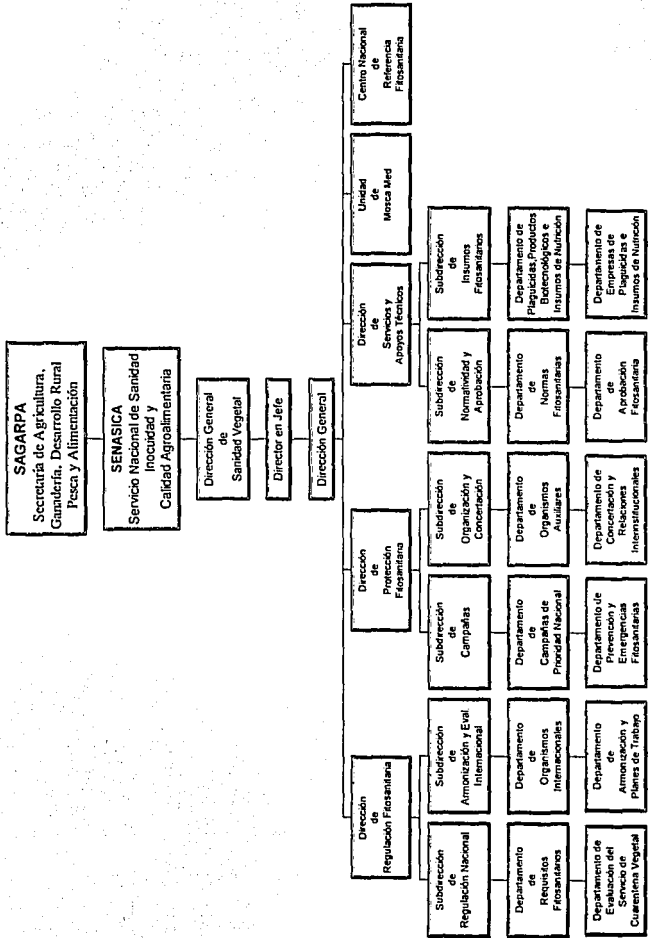 SAGARPA
Secretaría de Agricultura,
Ganadería, Desarrollo Rural
Pesca y Alimentación
SENASICA
Servicio Nacional de Sanidad
Inocuidad y
Calidad Agroalimentaria
Dirección General
de
Sanidad Vegetal
Director en Jefe
Dirección General
Dirección
de
Regulación Fitosanitaria
Dirección
de
Protección
Fitosanitaria
Dirección
de
Servicios y
Apoyos Técnicos
Unidad
de
Mosca Med
Centro Nacional
de
Referencia
Fitosanitaria
Subdirección
de
Regulación Nacional
Subdirección
de
Armonización y Eval.
Internacional
Subdirección
de
Campañas
Subdirección
de
Organización y
Concertación
Subdirección
de
Normatividad y
Aprobación
Subdirección
de
Insumos
Fitosanitarios
Departamento
de
Requisitos
Fitosanitarios
Departamento
de
Organismos
Internacionales
Departamento
de
Campañas de
Prioridad Nacional
Departamento
de
Organismos
Auxiliares
Departamento
de
Normas
Fitosanitarias
Departamento de
Plaguicidas,Productos
Biotecnológicos e
Insumos de Nutrición
Departamento de
Evaluación del
Servicio de
Cuarentena Vegetal
Departamento
de
Armonización y
Planes de Trabajo
Departamento de
Prevención y
Emergencias
Fitosanitarias
Departamento de
Concertación y
Relaciones
Internstitucionales
Departamento
de
Aprobación
Fitosanitaria
Departamento de
Empresas de
Plaguicidas e
Insumos de Nutrición